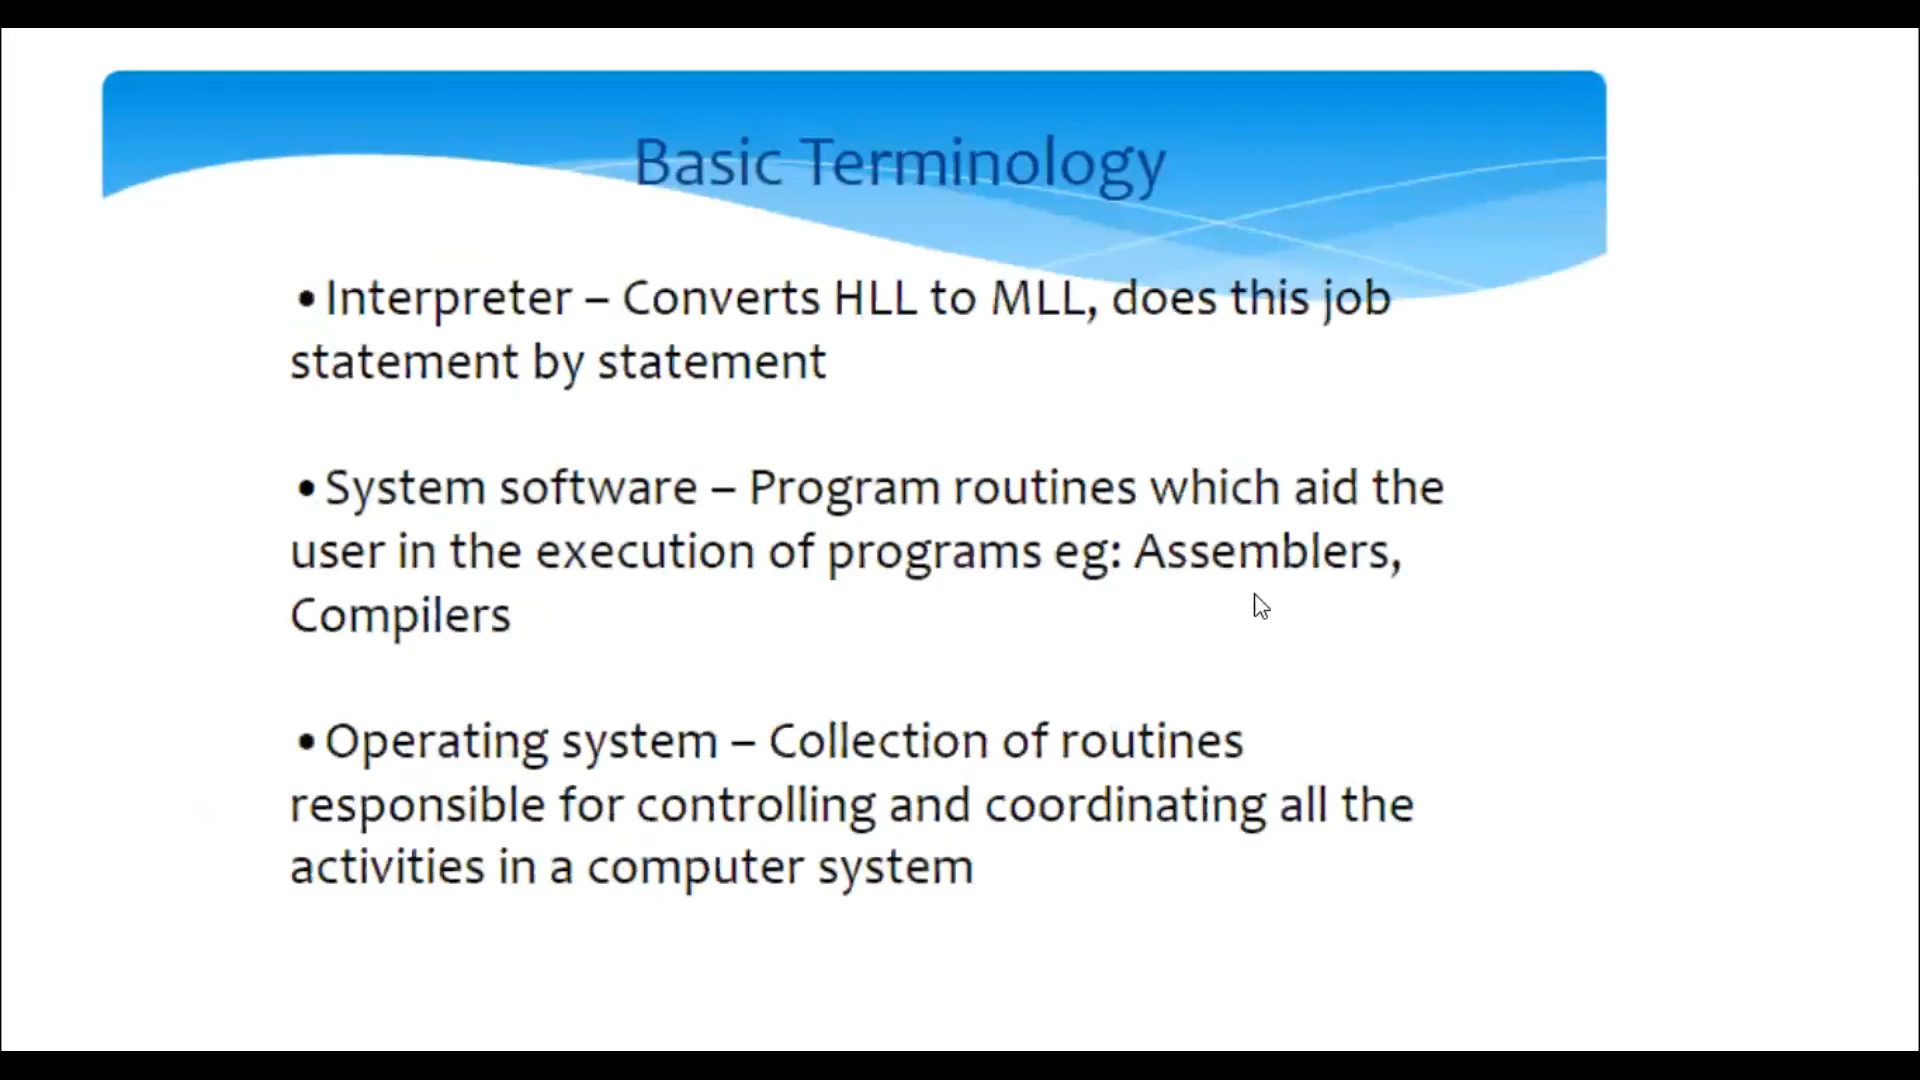 Basic Terminology
•Interpreter – Converts HLL to MLL, does this job
statement by statement
•System software – Program routines which aid the
user in the execution of programs eg: Assemblers,
Compilers
•Operating system – Collection of routines
responsible for controlling and coordinating all the
activities in a computer system